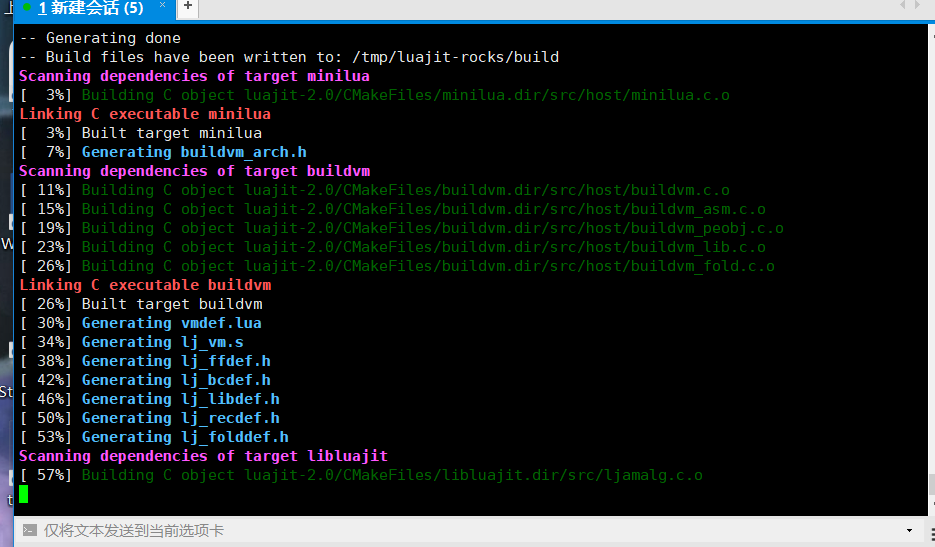 1 新建会话 (5) × +
-- Generating done
-- Build files have been written to: /tmp/luajit-rocks/build
Scanning dependencies of target minilua
[  3%] Building C object luajit-2.0/CMakeFiles/minilua.dir/src/host/minilua.c.o
Linking C executable minilua
[  3%] Built target minilua
[  7%] Generating buildvm_arch.h
Scanning dependencies of target buildvm
[ 11%] Building C object luajit-2.0/CMakeFiles/buildvm.dir/src/host/buildvm.c.o
[ 15%] Building C object luajit-2.0/CMakeFiles/buildvm.dir/src/host/buildvm_asm.c.o
[ 19%] Building C object luajit-2.0/CMakeFiles/buildvm.dir/src/host/buildvm_peobj.c.o
[ 23%] Building C object luajit-2.0/CMakeFiles/buildvm.dir/src/host/buildvm_lib.c.o
[ 26%] Building C object luajit-2.0/CMakeFiles/buildvm.dir/src/host/buildvm_fold.c.o
Linking C executable buildvm
[ 26%] Built target buildvm
[ 30%] Generating vmdef.lua
[ 34%] Generating lj_vm.s
[ 38%] Generating lj_ffdef.h
[ 42%] Generating lj_bcdef.h
[ 46%] Generating lj_libdef.h
[ 50%] Generating lj_recdef.h
[ 53%] Generating lj_folddef.h
Scanning dependencies of target libluajit
[ 57%] Building C object luajit-2.0/CMakeFiles/libluajit.dir/src/ljamalg.c.o
仅将文本发送到当前选项卡